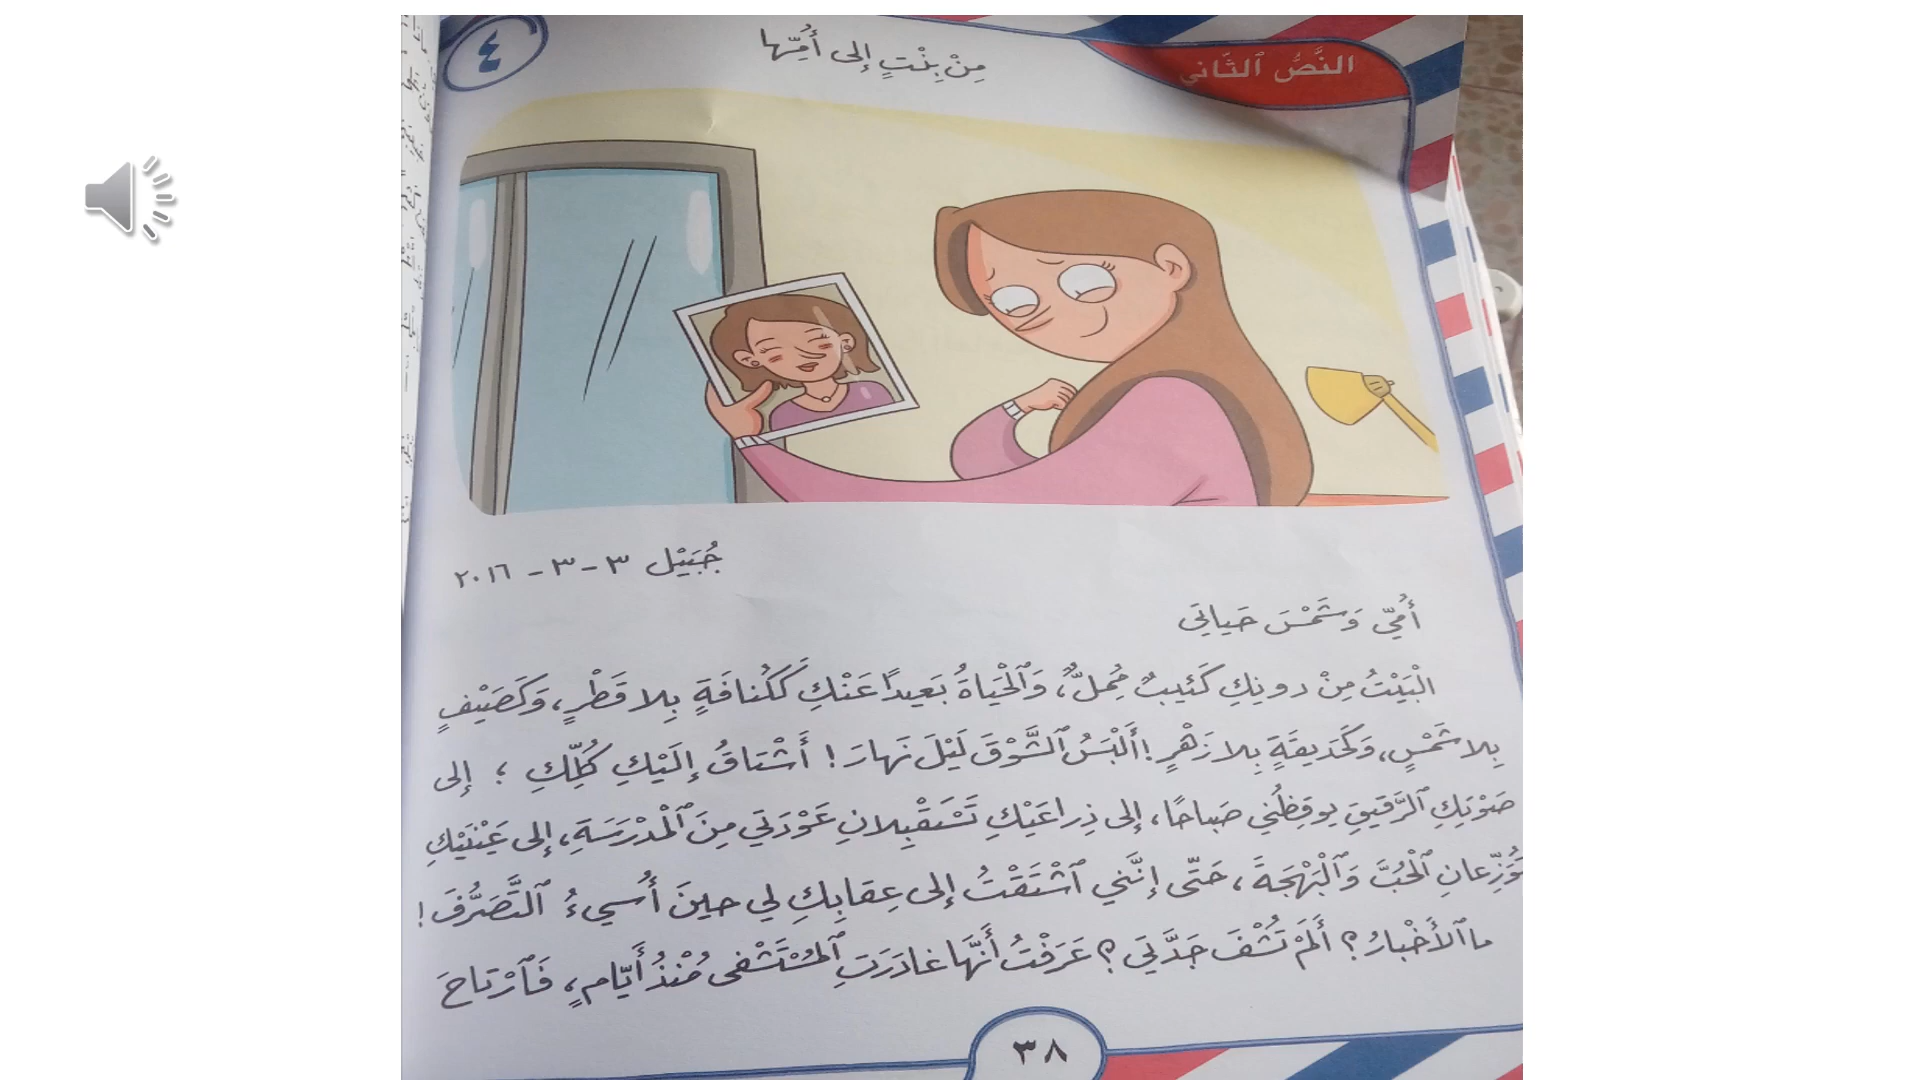 النَّصُّ ٱلثَّاني
مِنْ بِنْتٍ إلى أُمِّها
٤
جُبَيْل ٣ - ٣ - ٢٠١٦
أُمِّي وَشَمْسَ حَياتي
الْبَيْتُ مِنْ دونِكِ كَئيبٌ مُمِلٌّ، وَٱلْحَياةُ بَعيدًا عَنْكِ كَكُنافَةٍ بِلا قَطْرٍ، وَكَصَيْفٍ
بِلا شَمْسٍ، وَكَحَديقَةٍ بِلا زَهْرٍ! أَلْبَسُ ٱلشَّوْقَ لَيْلَ نَهارَ! أَشْتاقُ إِلَيْكِ كُلِّكِ ؛ إلى
صَوْتِكِ ٱلرَّقيقِ يوقِظُني صَباحًا، إلى ذِراعَيْكِ تَسْتَقْبِلانِ عَوْدَتي مِنَ ٱلْمَدْرَسَةِ، إلى عَيْنَيْكِ
تُوَزِّعانِ ٱلْحُبَّ وَٱلْبَهْجَةَ، حَتّى إنَّني ٱشْتَقْتُ إلى عِقابِكِ لي حينَ أُسيءُ ٱلتَّصَرُّفَ!
ما ٱلأَخْبارُ؟ أَلَمْ تُشْفَ جَدَّتي؟ عَرَفْتُ أَنَّها غادَرَتِ ٱلمُسْتَشْفى مُنْذُ أَيّامٍ، فَٱرْتاحَ
٣٨